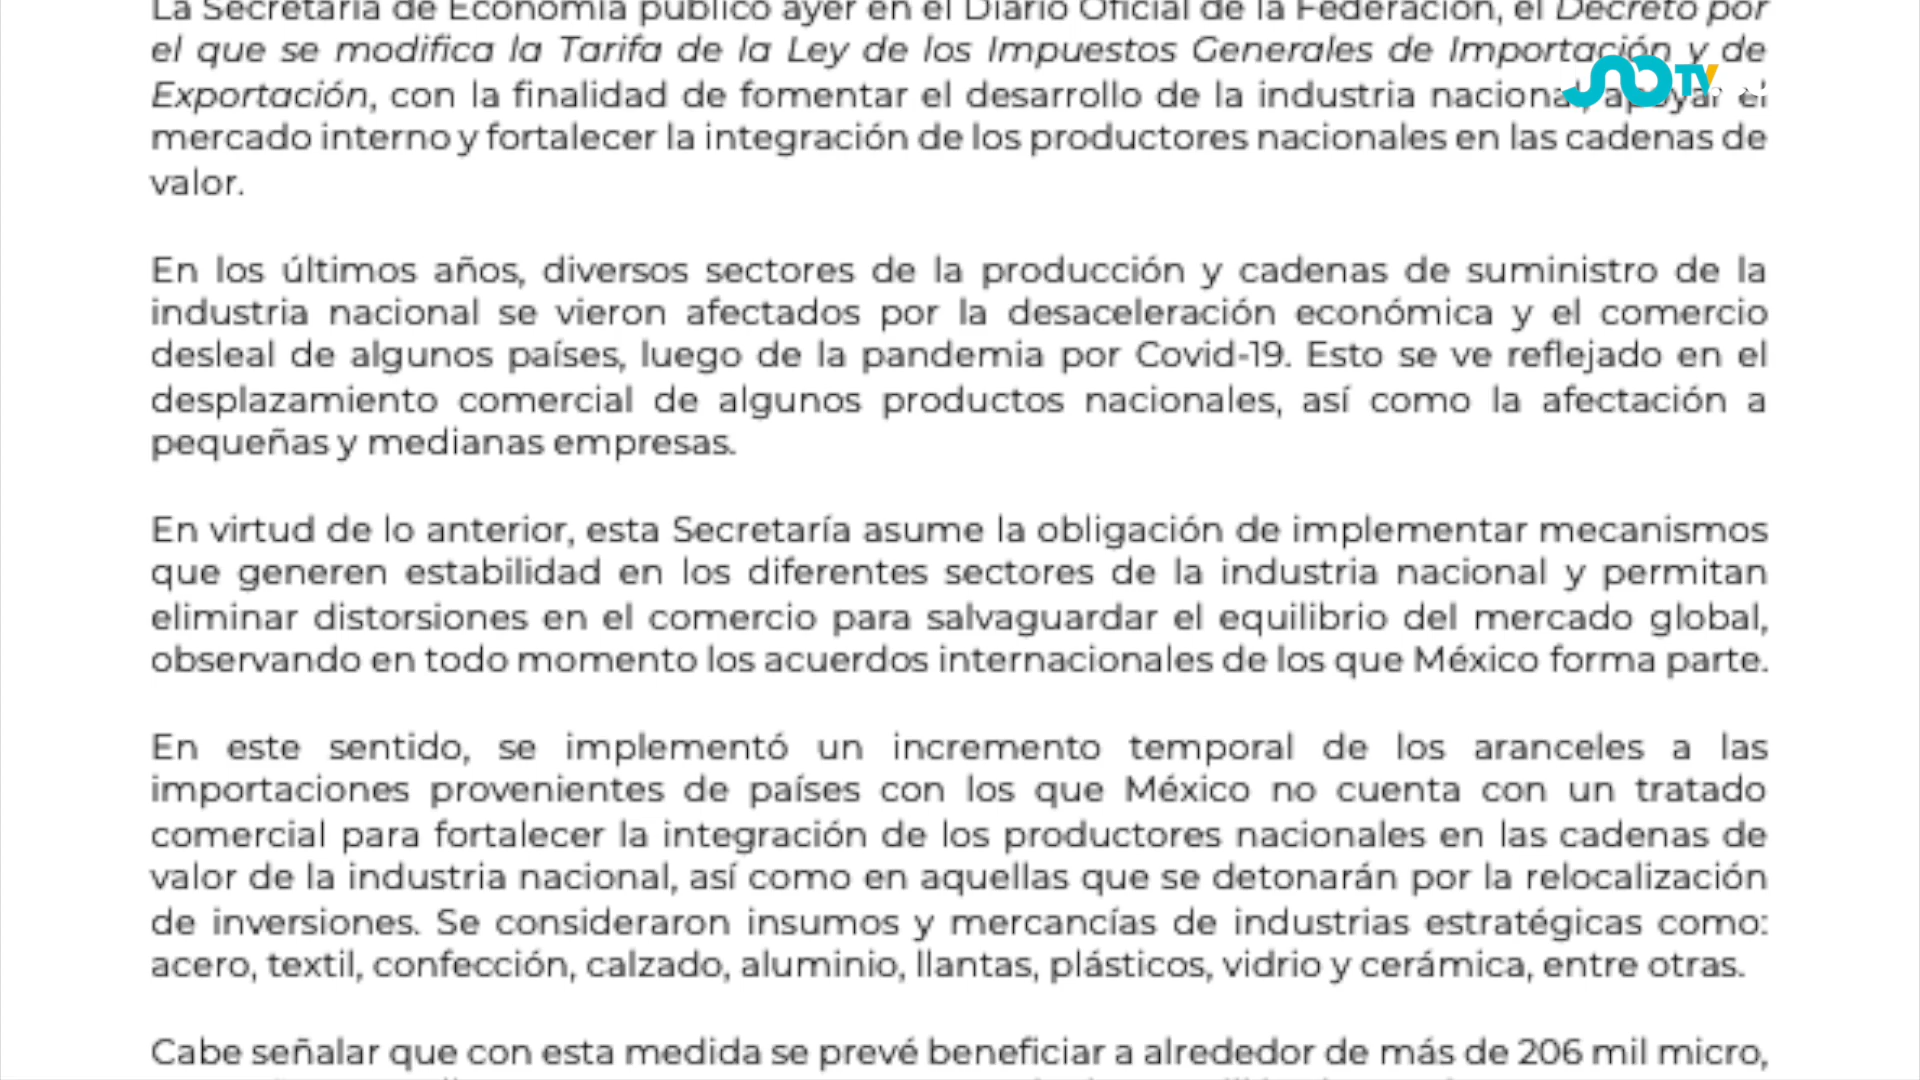 La Secretaría de Economía publicó ayer en el Diario Oficial de la Federación, el Decreto por
el que se modifica la Tarifa de la Ley de los Impuestos Generales de Importación y de
Exportación, con la finalidad de fomentar el desarrollo de la industria nacional, apoyar el
TV
mercado interno y fortalecer la integración de los productores nacionales en las cadenas de
valor.
En los últimos años, diversos sectores de la producción y cadenas de suministro de la
industria nacional se vieron afectados por la desaceleración económica y el comercio
desleal de algunos países, luego de la pandemia por Covid-19. Esto se ve reflejado en el
desplazamiento comercial de algunos productos nacionales, así como la afectación a
pequeñas y medianas empresas.
En virtud de lo anterior, esta Secretaría asume la obligación de implementar mecanismos
que generen estabilidad en los diferentes sectores de la industria nacional y permitan
eliminar distorsiones en el comercio para salvaguardar el equilibrio del mercado global,
observando en todo momento los acuerdos internacionales de los que México forma parte.
En este sentido, se implementó un incremento temporal de los aranceles a las
importaciones provenientes de países con los que México no cuenta con un tratado
comercial para fortalecer la integración de los productores nacionales en las cadenas de
valor de la industria nacional, así como en aquellas que se detonarán por la relocalización
de inversiones. Se consideraron insumos y mercancías de industrias estratégicas como:
acero, textil, confección, calzado, aluminio, llantas, plásticos, vidrio y cerámica, entre otras.
Cabe señalar que con esta medida se prevé beneficiar a alrededor de más de 206 mil micro,